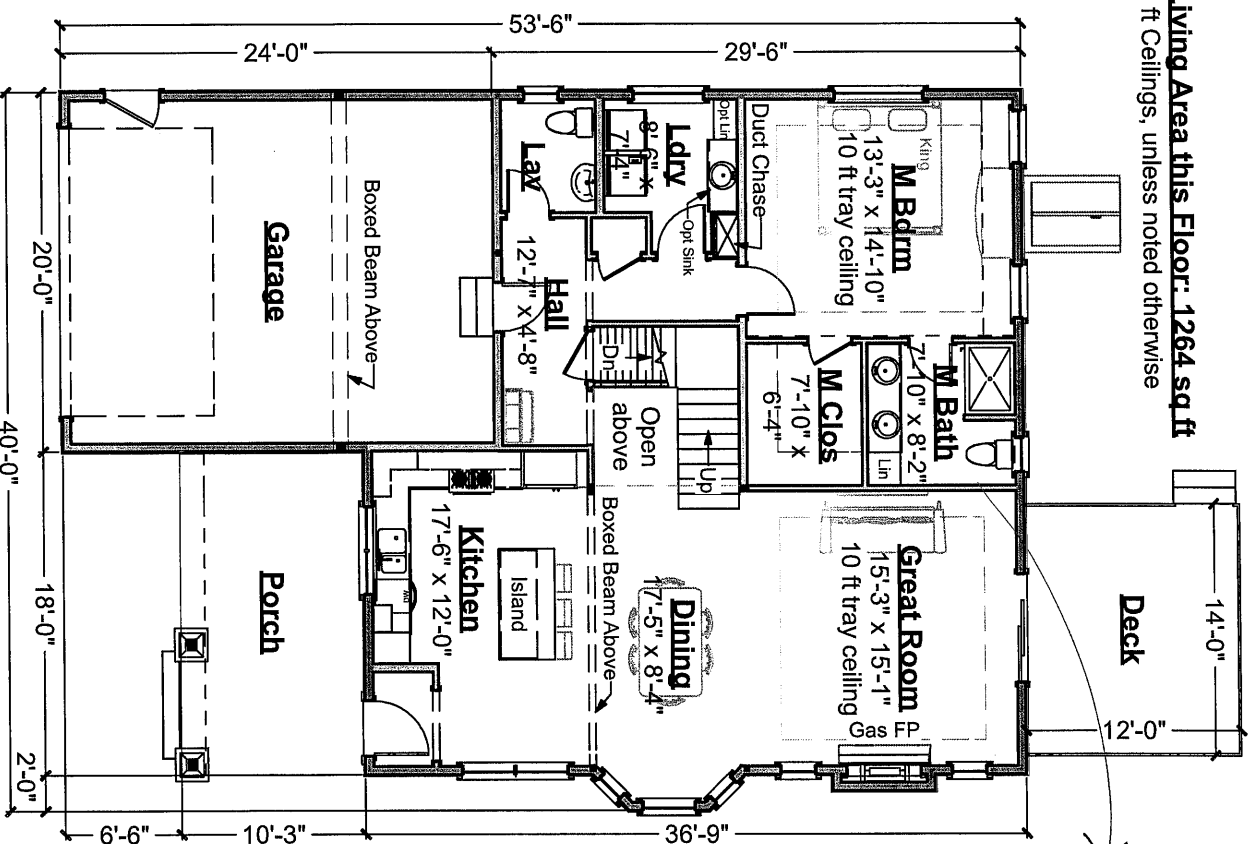 Living Area this Floor: 1264 sq ft
ft Ceilings, unless noted otherwise
53'-6"
24'-0"
29'-6"
Deck
14'-0"
12'-0"
M Bdrm
13'-3" x 14'-10"
10 ft tray ceiling
King
M Bath
7'-10" x 8'-2"
Lin
M Clos
7'-10" x
6'-4"
Great Room
15'-3" x 15'-1"
10 ft tray ceiling
Gas FP
Duct Chase
Opt Lin
Opt Sink
Ldry
8'-6" x
7'-4"
Up
Open
above
Dn
Dining
17'-5" x 8'-4"
Boxed Beam Above
Lav
Hall
12'-7" x 4'-8"
Island
Kitchen
17'-6" x 12'-0"
DW
Boxed Beam Above
Garage
Porch
20'-0"
18'-0"
2'-0"
40'-0"
6'-6"
10'-3"
36'-9"